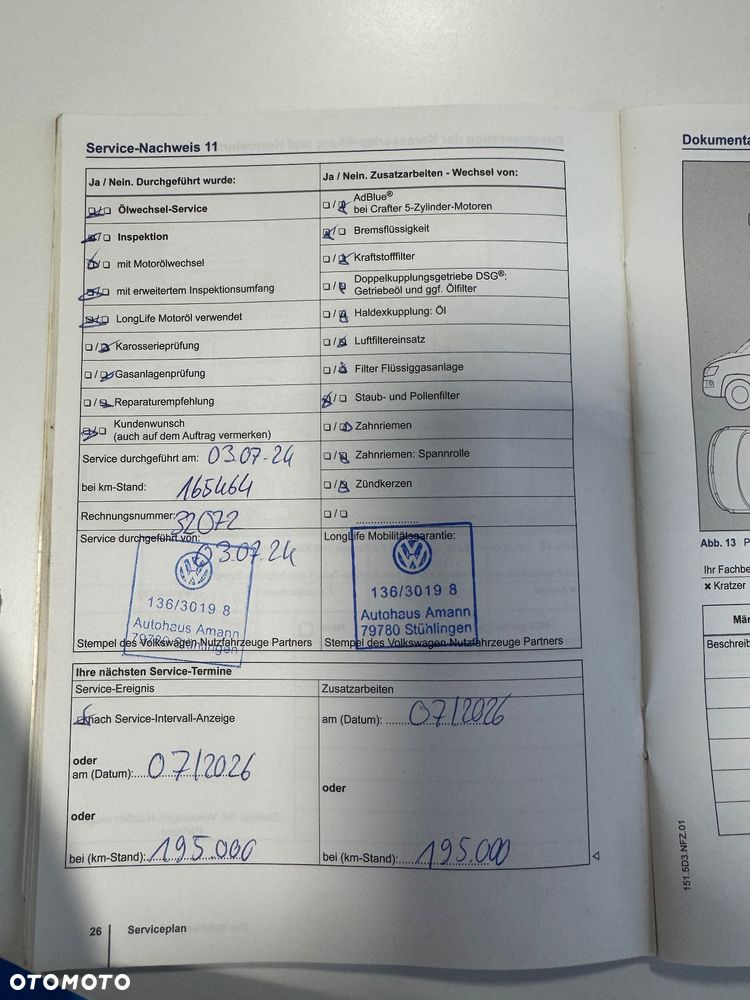 Service-Nachweis 11
Ja / Nein. Durchgeführt wurde:
Ölwechsel-Service
Inspektion
mit Motorölwechsel
mit erweitertem Inspektionsumfang
LongLife Motoröl verwendet
Karosserieprüfung
Gasanlagenprüfung
Reparaturempfehlung
Kundenwunsch
(auch auf dem Auftrag vermerken)
Service durchgeführt am: 03.07.24
bei km-Stand: 165464
Rechnungsnummer: 32072
Service durchgeführt von: 03.07.24
136/3019 8
Autohaus Amann
79780 Stühlingen
Stempel des Volkswagen Nutzfahrzeuge Partners
Ja / Nein. Zusatzarbeiten - Wechsel von:
AdBlue®
bei Crafter 5-Zylinder-Motoren
Bremsflüssigkeit
Kraftstofffilter
Doppelkupplungsgetriebe DSG®:
Getriebeöl und ggf. Ölfilter
Haldexkupplung: Öl
Luftfiltereinsatz
Filter Flüssiggasanlage
Staub- und Pollenfilter
Zahnriemen
Zahnriemen: Spannrolle
Zündkerzen
LongLife Mobilitätsgarantie:
136/3019 8
Autohaus Amann
79780 Stühlingen
Stempel des Volkswagen Nutzfahrzeuge Partners
Ihre nächsten Service-Termine
Service-Ereignis
nach Service-Intervall-Anzeige
oder
am (Datum): 07/2026
oder
bei (km-Stand): 195.000
Zusatzarbeiten
am (Datum): 07/2026
oder
bei (km-Stand): 195.000
26 Serviceplan
151.5D3.NFZ.01
Abb. 13
Kratzer
OTOMOTO